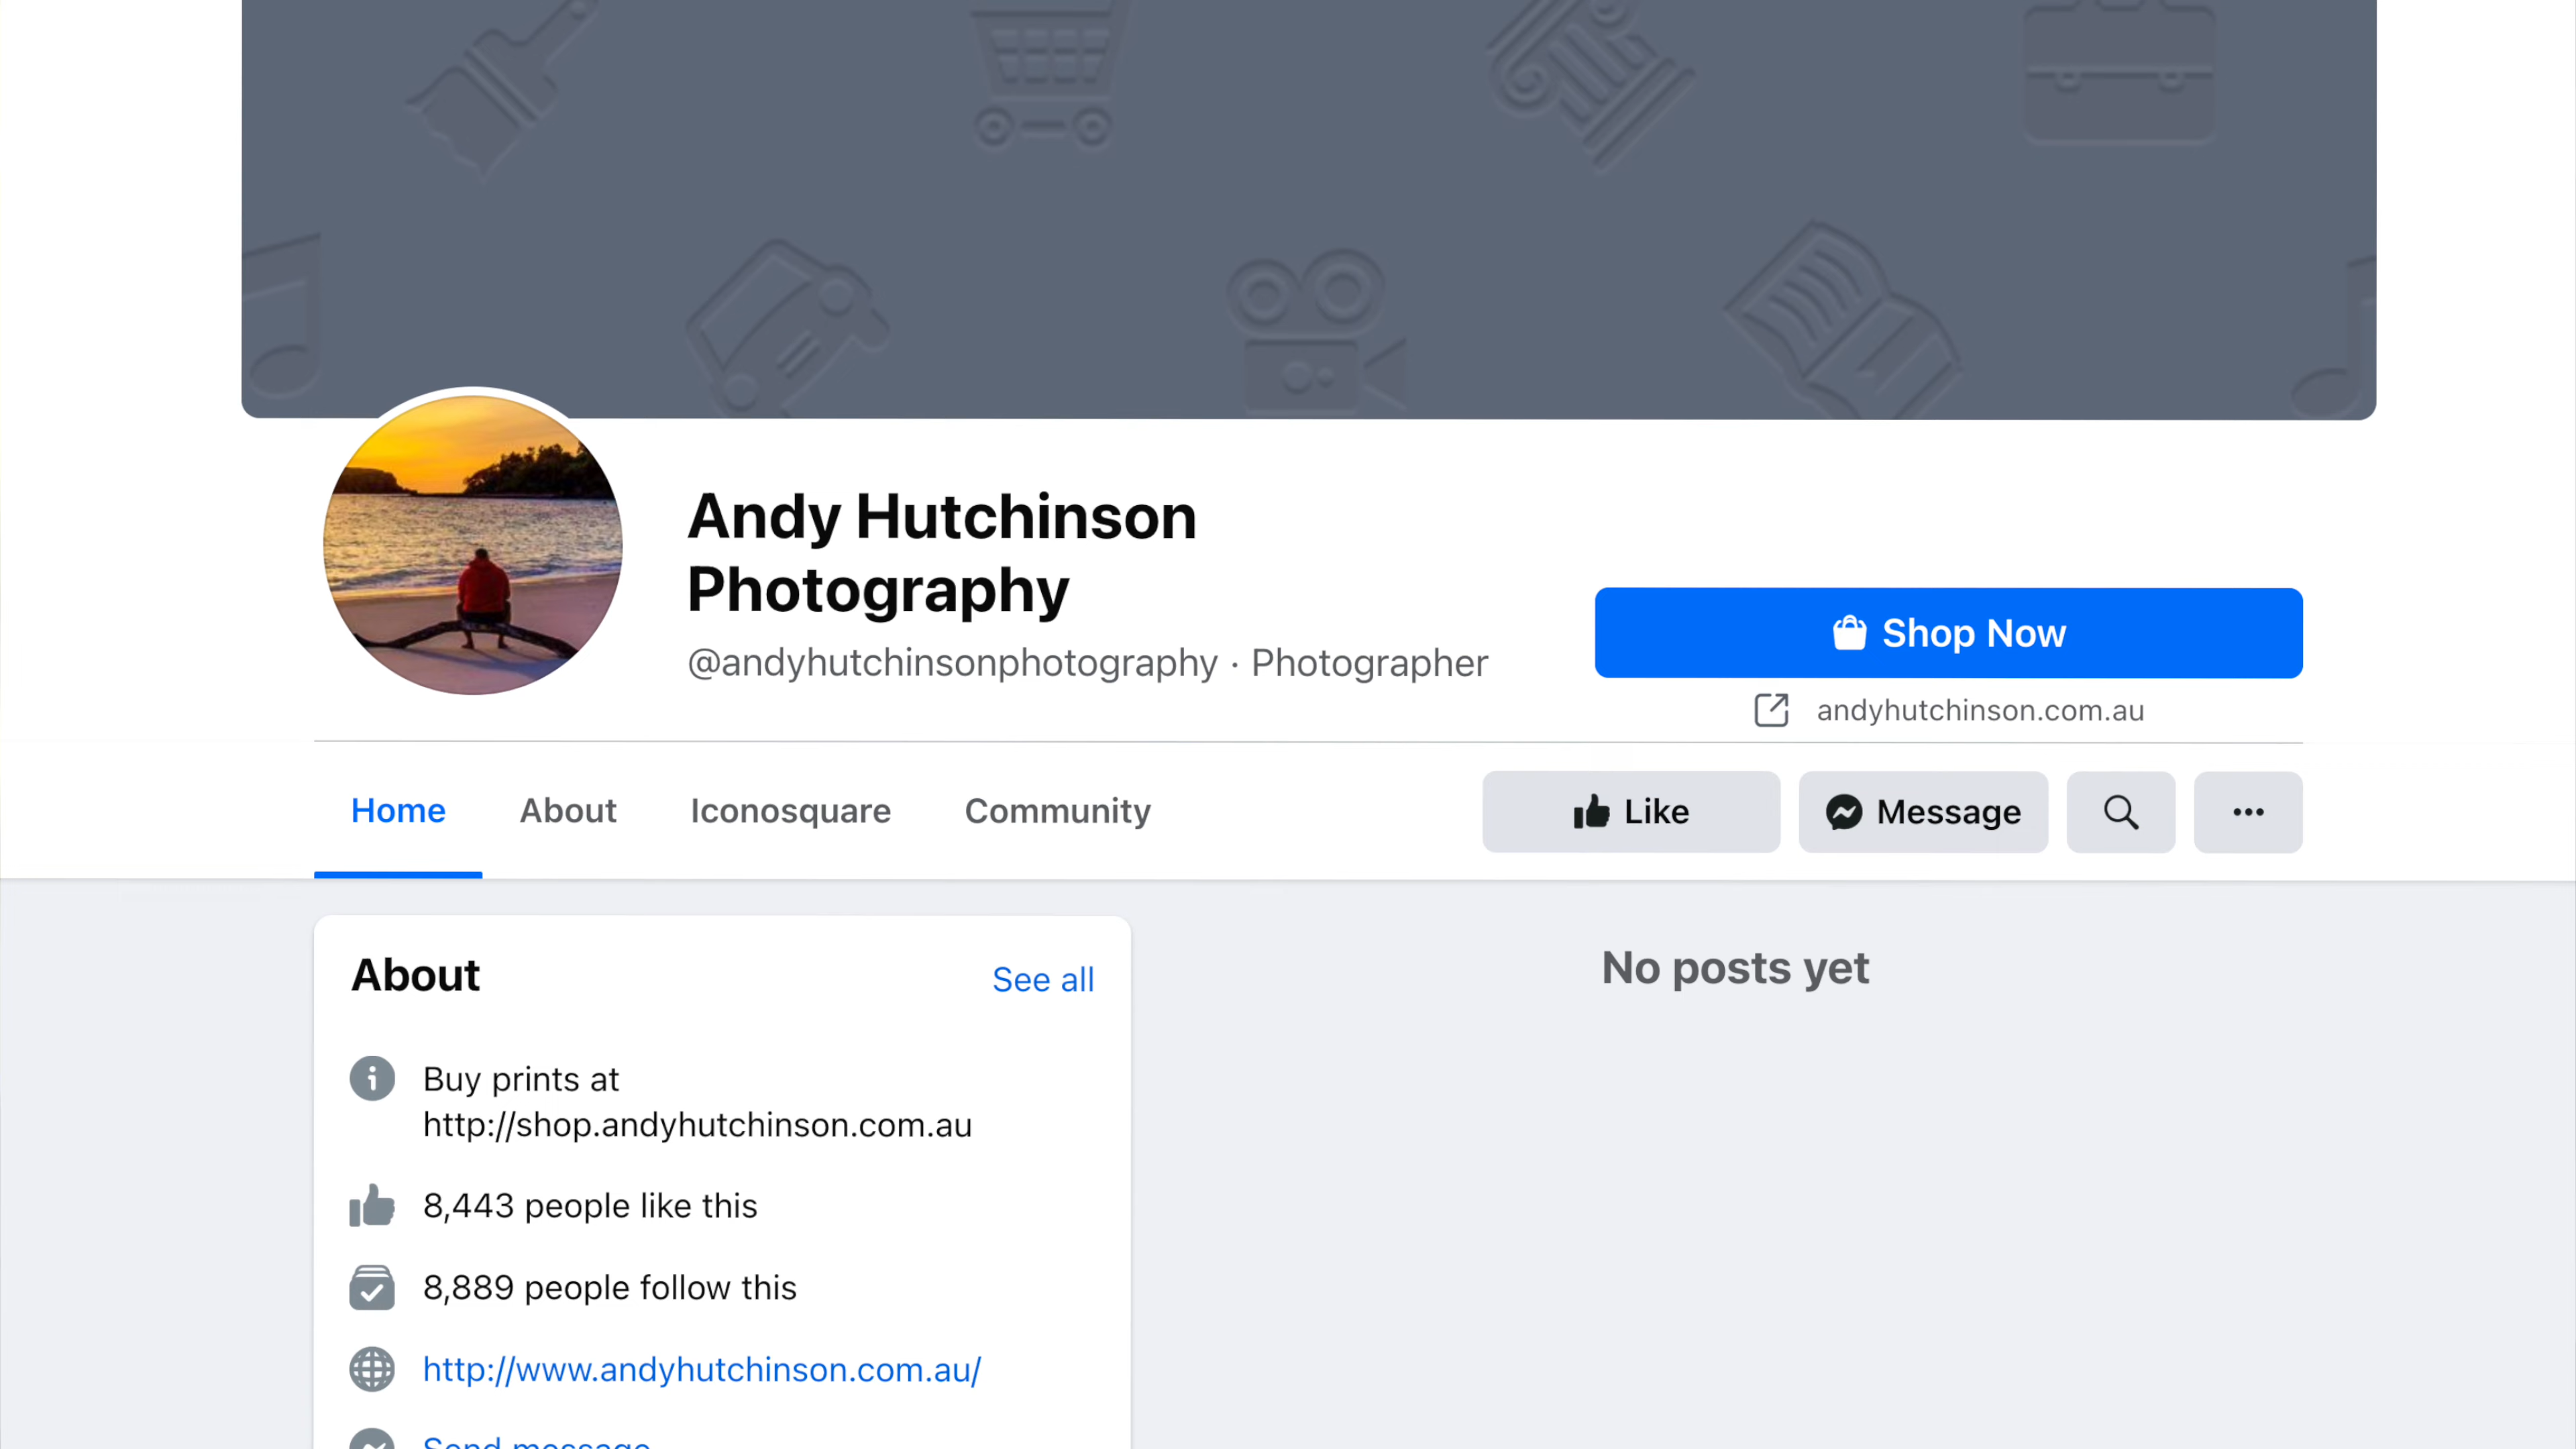 Andy Hutchinson
Photography
@andyhutchinsonphotography · Photographer
Shop Now
andyhutchinson.com.au
Home
About
Iconosquare
Community
Like
Message
About
See all
No posts yet
Buy prints at
http://shop.andyhutchinson.com.au
8,443 people like this
8,889 people follow this
http://www.andyhutchinson.com.au/
Send message